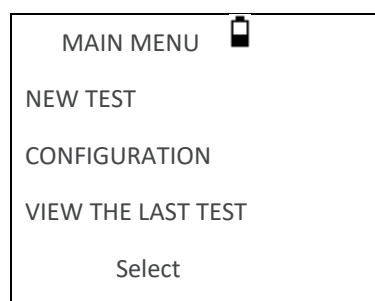 MAIN MENU
NEW TEST
CONFIGURATION
VIEW THE LAST TEST
Select